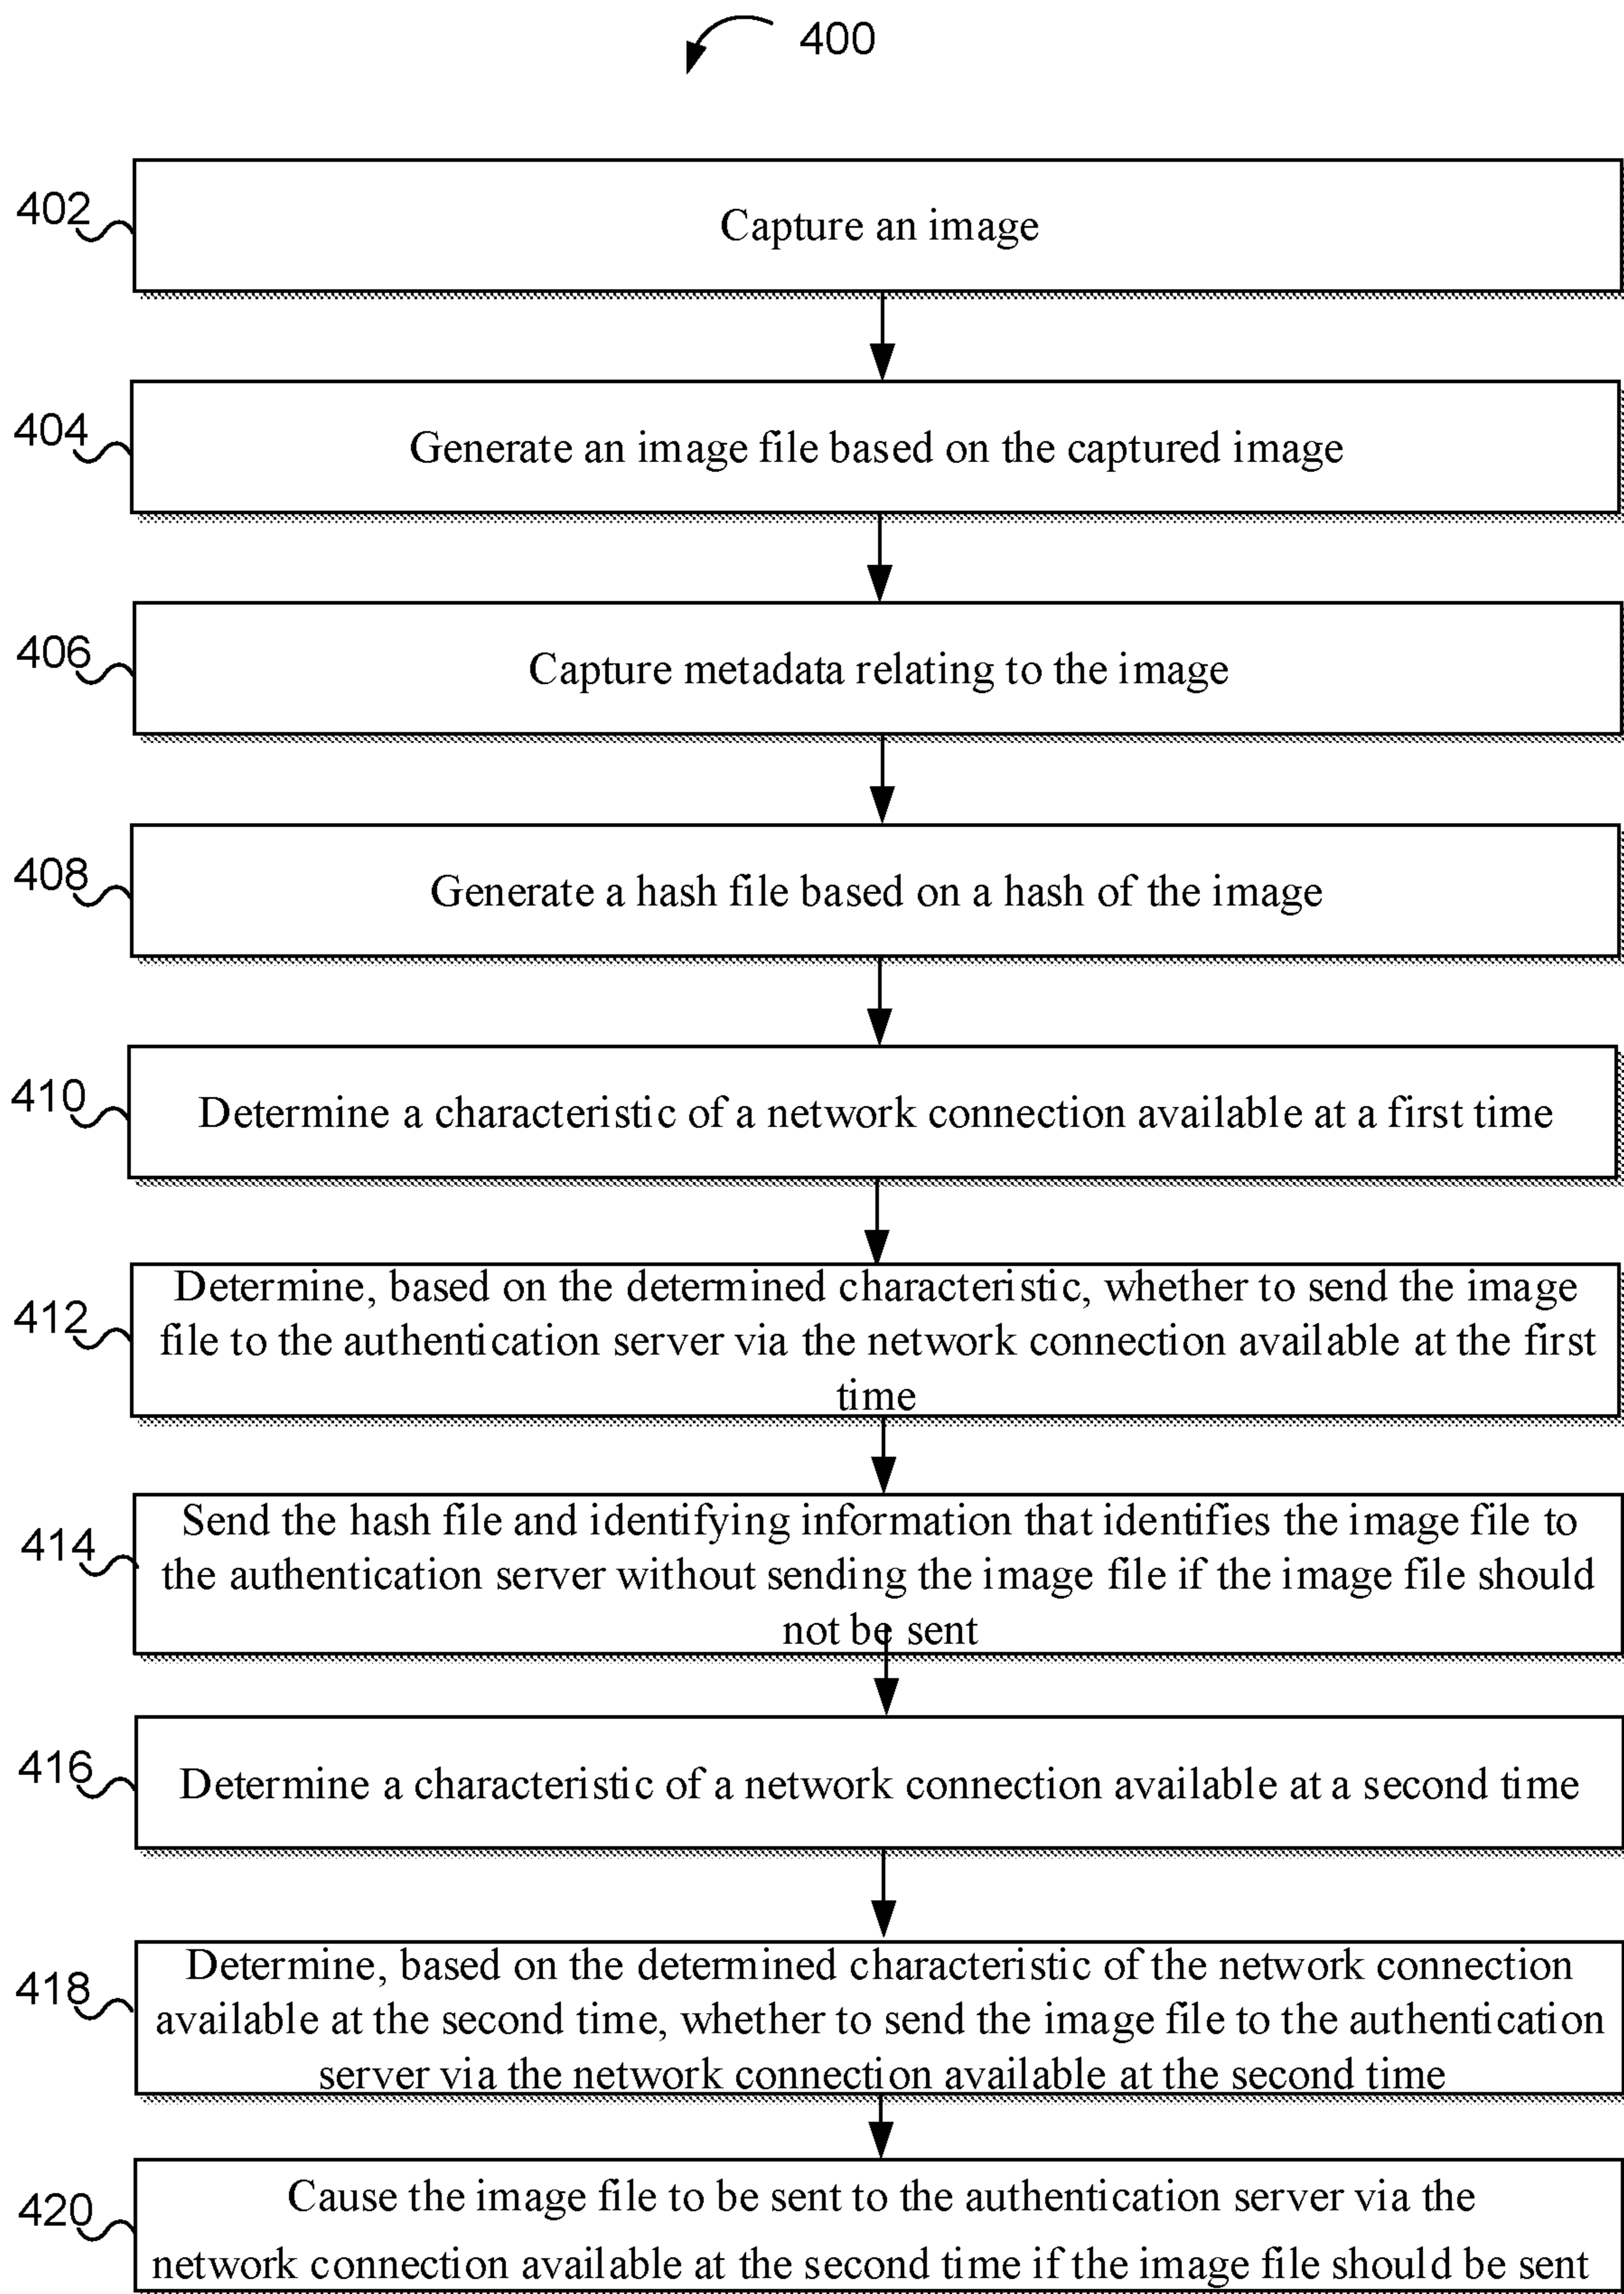 400
402
Capture an image
404
Generate an image file based on the captured image
406
Capture metadata relating to the image
408
Generate a hash file based on a hash of the image
410
Determine a characteristic of a network connection available at a first time
412
Determine, based on the determined characteristic, whether to send the image
file to the authentication server via the network connection available at the first
time
414
Send the hash file and identifying information that identifies the image file to
the authentication server without sending the image file if the image file should
not be sent
416
Determine a characteristic of a network connection available at a second time
418
Determine, based on the determined characteristic of the network connection
available at the second time, whether to send the image file to the authentication
server via the network connection available at the second time
420
Cause the image file to be sent to the authentication server via the
network connection available at the second time if the image file should be sent